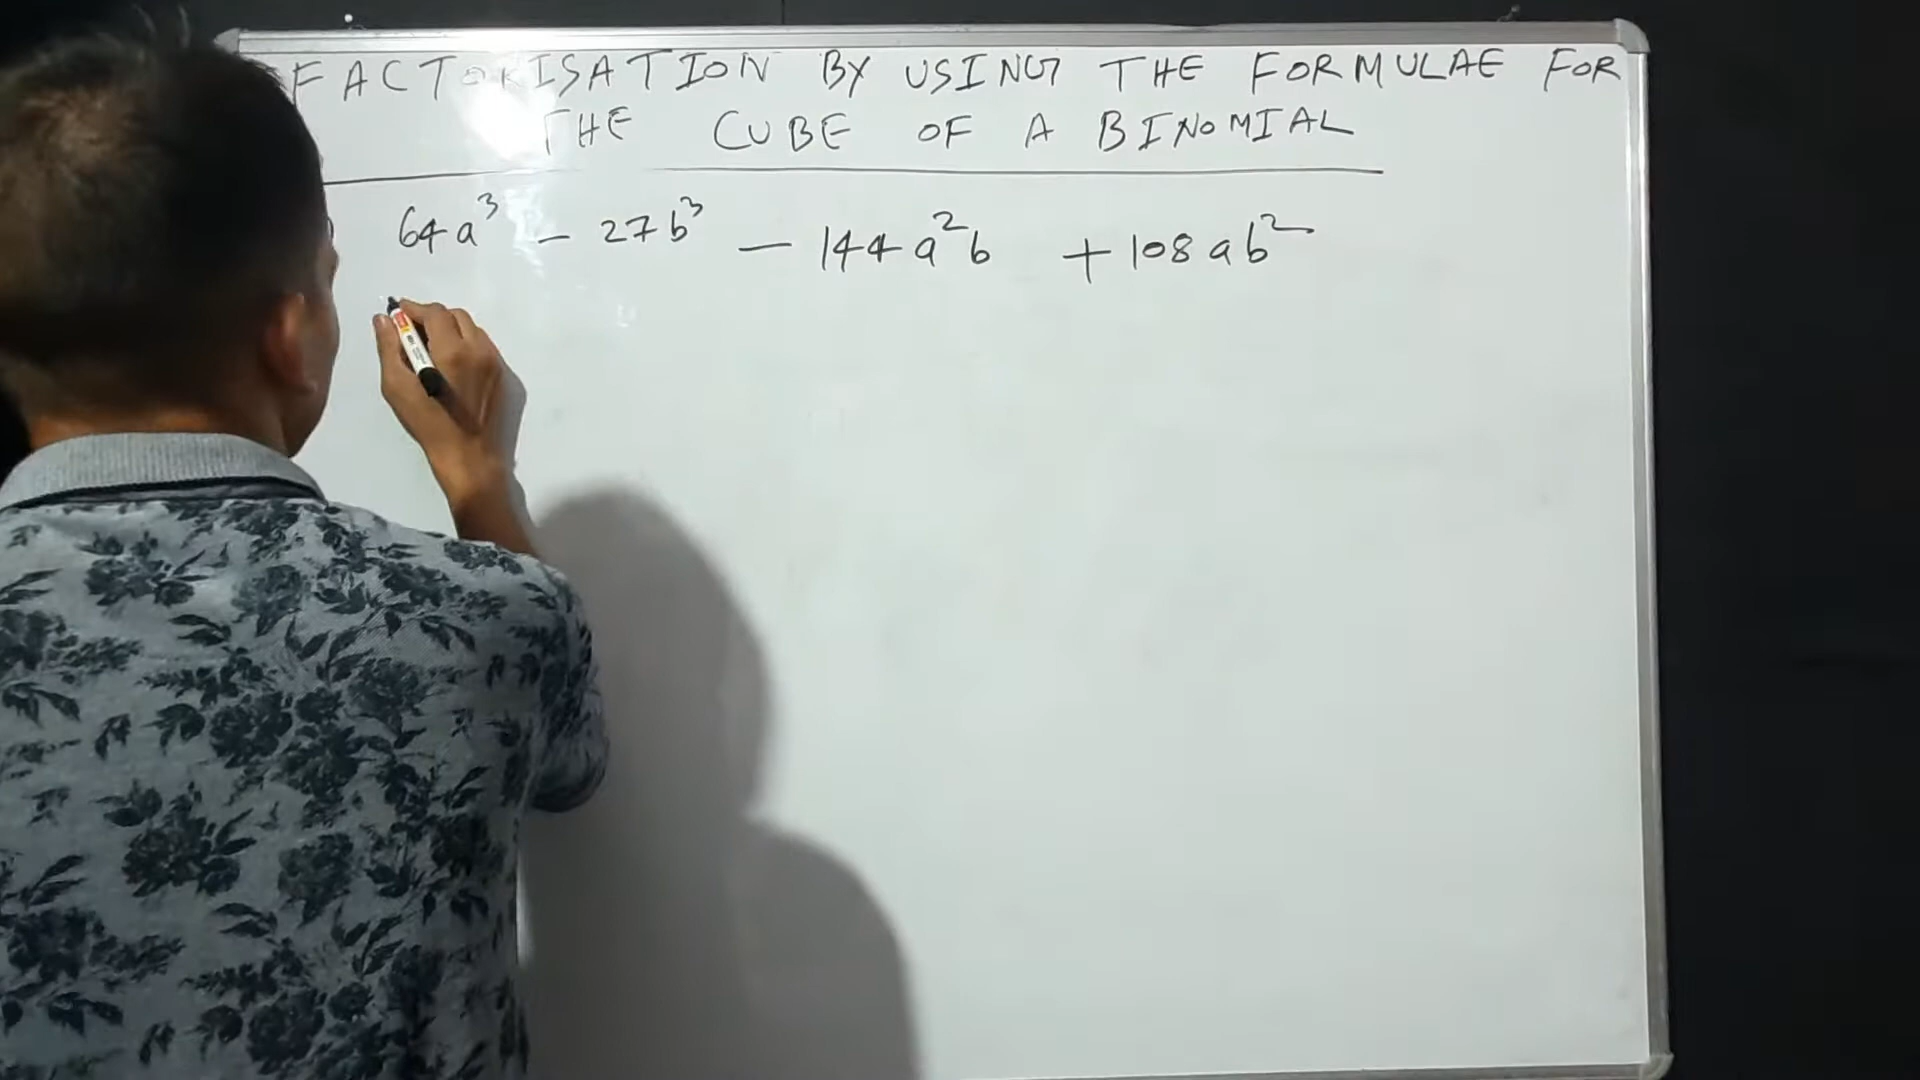 FACTORISATION BY USING THE FORMULAE FOR
THE CUBE OF A BINOMIAL
64a³ - 27b³ - 144a²b + 108ab²